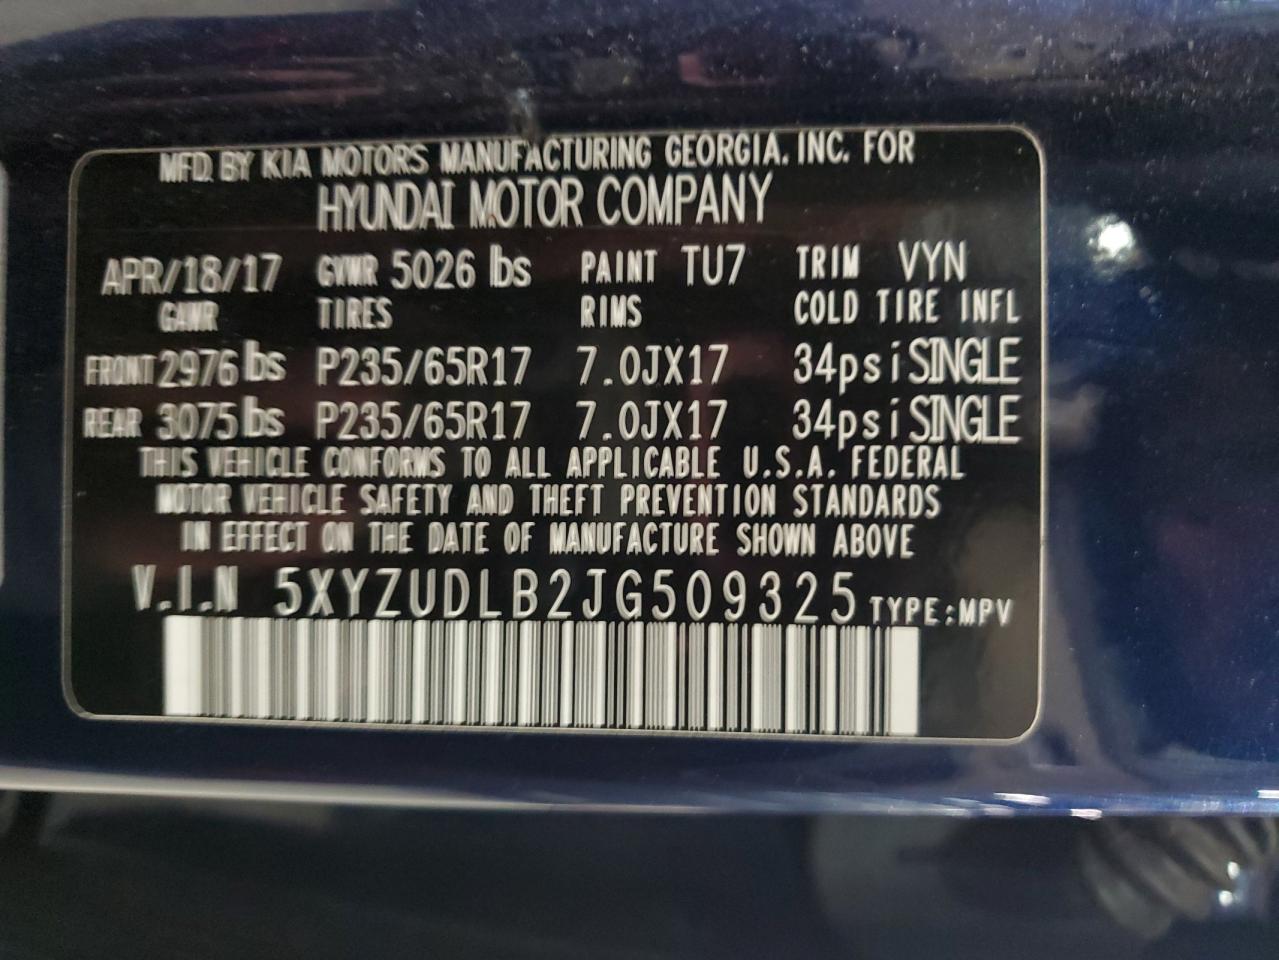 MFD. BY KIA MOTORS MANUFACTURING GEORGIA. INC. FOR
HYUNDAI MOTOR COMPANY
APR/18/17 GVWR 5026 lbs PAINT TU7 TRIM VYN
GAWR TIRES RIMS COLD TIRE INFL
FRONT 2976 lbs P235/65R17 7.0JX17 34psi SINGLE
REAR 3075 lbs P235/65R17 7.0JX17 34psi SINGLE
THIS VEHICLE CONFORMS TO ALL APPLICABLE U.S.A. FEDERAL
MOTOR VEHICLE SAFETY AND THEFT PREVENTION STANDARDS
IN EFFECT ON THE DATE OF MANUFACTURE SHOWN ABOVE
V.I.N 5XYZUDLB2JG509325 TYPE:MPV